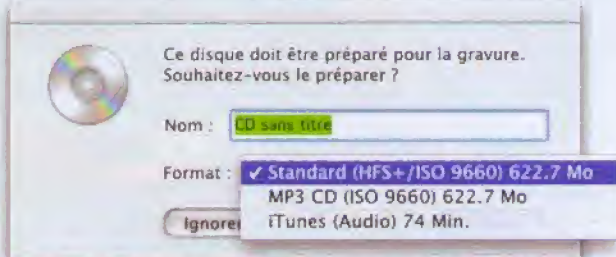 Ce disque doit être préparé pour la gravure.
Souhaitez-vous le préparer ?
Nom : CD sans titre
Format : ✓ Standard (HFS+/ISO 9660) 622.7 Mo
MP3 CD (ISO 9660) 622.7 Mo
iTunes (Audio) 74 Min.
Ignorer